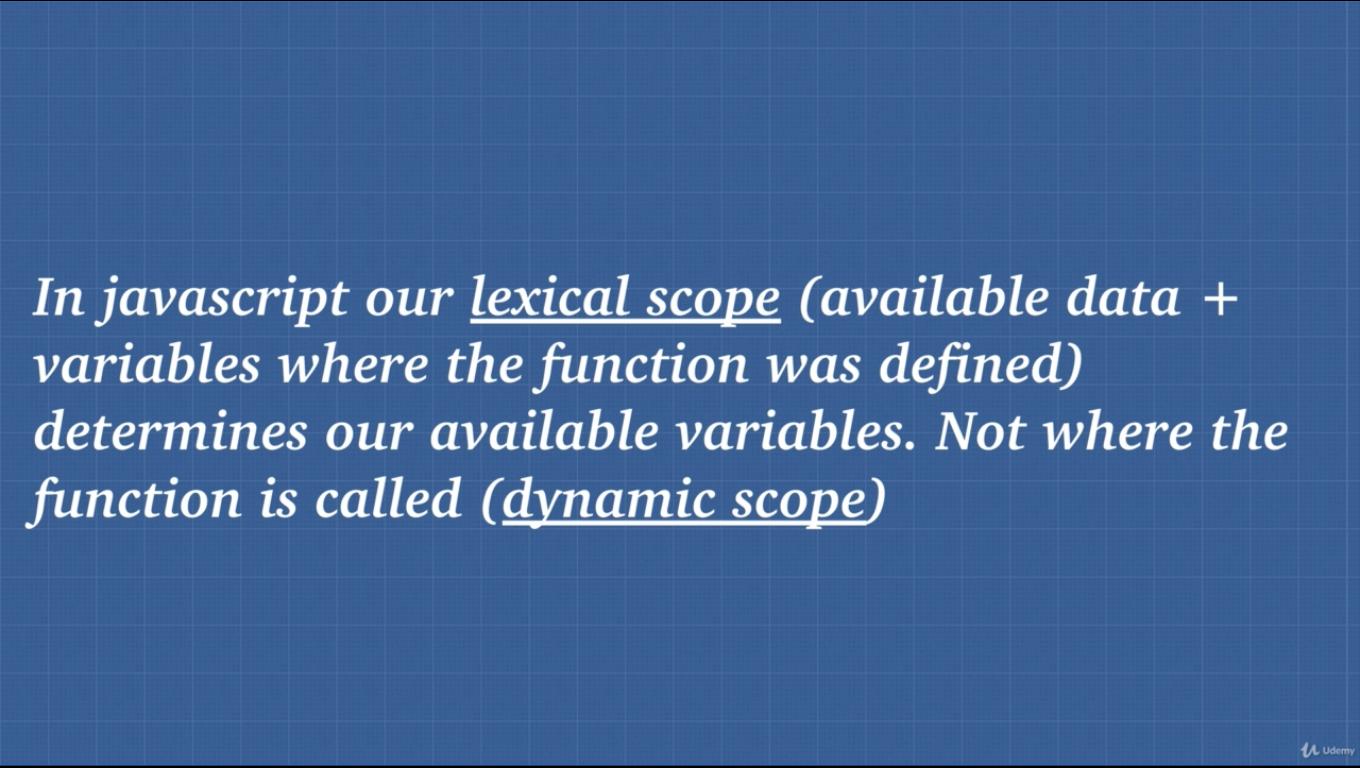 In javascript our lexical scope (available data +
variables where the function was defined)
determines our available variables. Not where the
function is called (dynamic scope)
Udemy